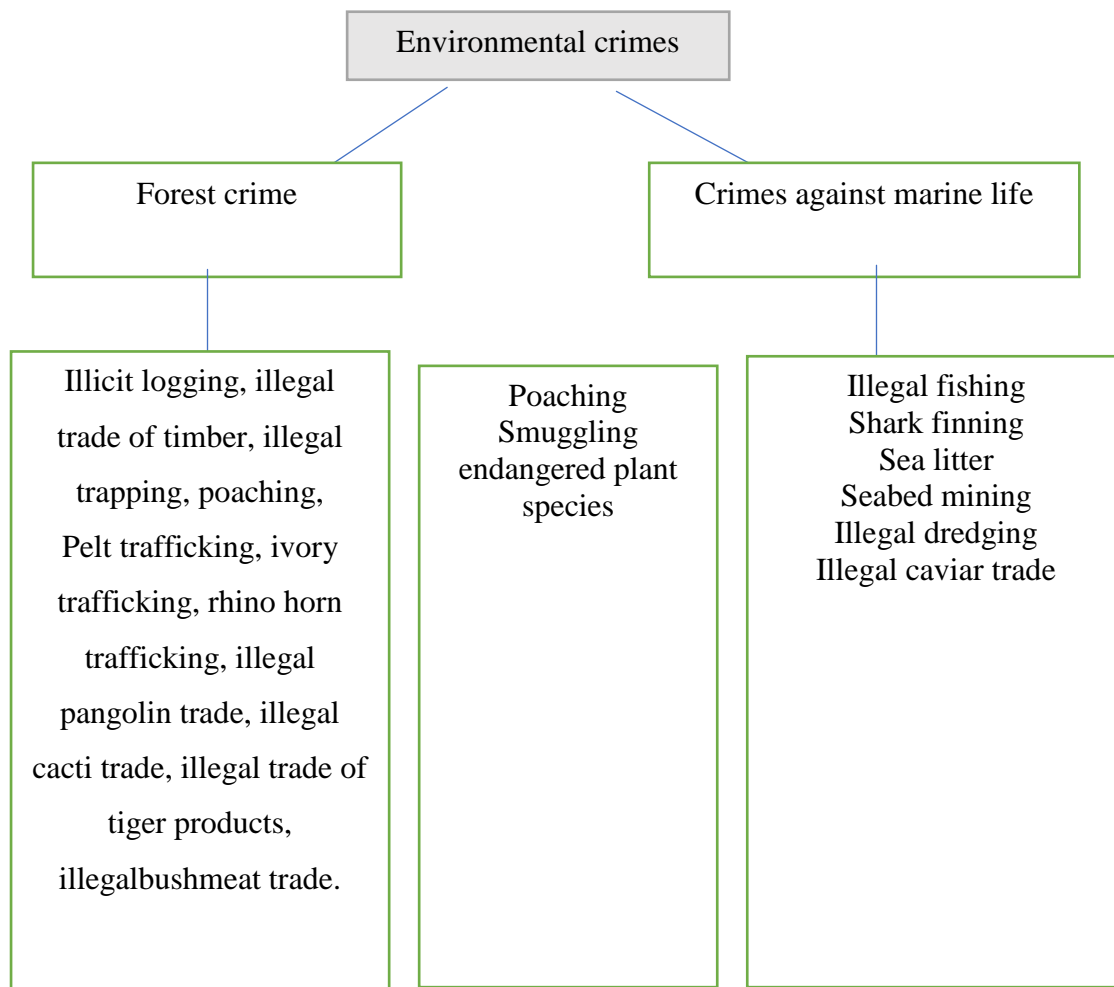 Environmental crimes
Forest crime
Crimes against marine life
Illicit logging, illegal
trade of timber, illegal
trapping, poaching,
Pelt trafficking, ivory
trafficking, rhino horn
trafficking, illegal
pangolin trade, illegal
cacti trade, illegal trade of
tiger products,
illegalbushmeat trade.
Poaching
Smuggling
endangered plant
species
Illegal fishing
Shark finning
Sea litter
Seabed mining
Illegal dredging
Illegal caviar trade